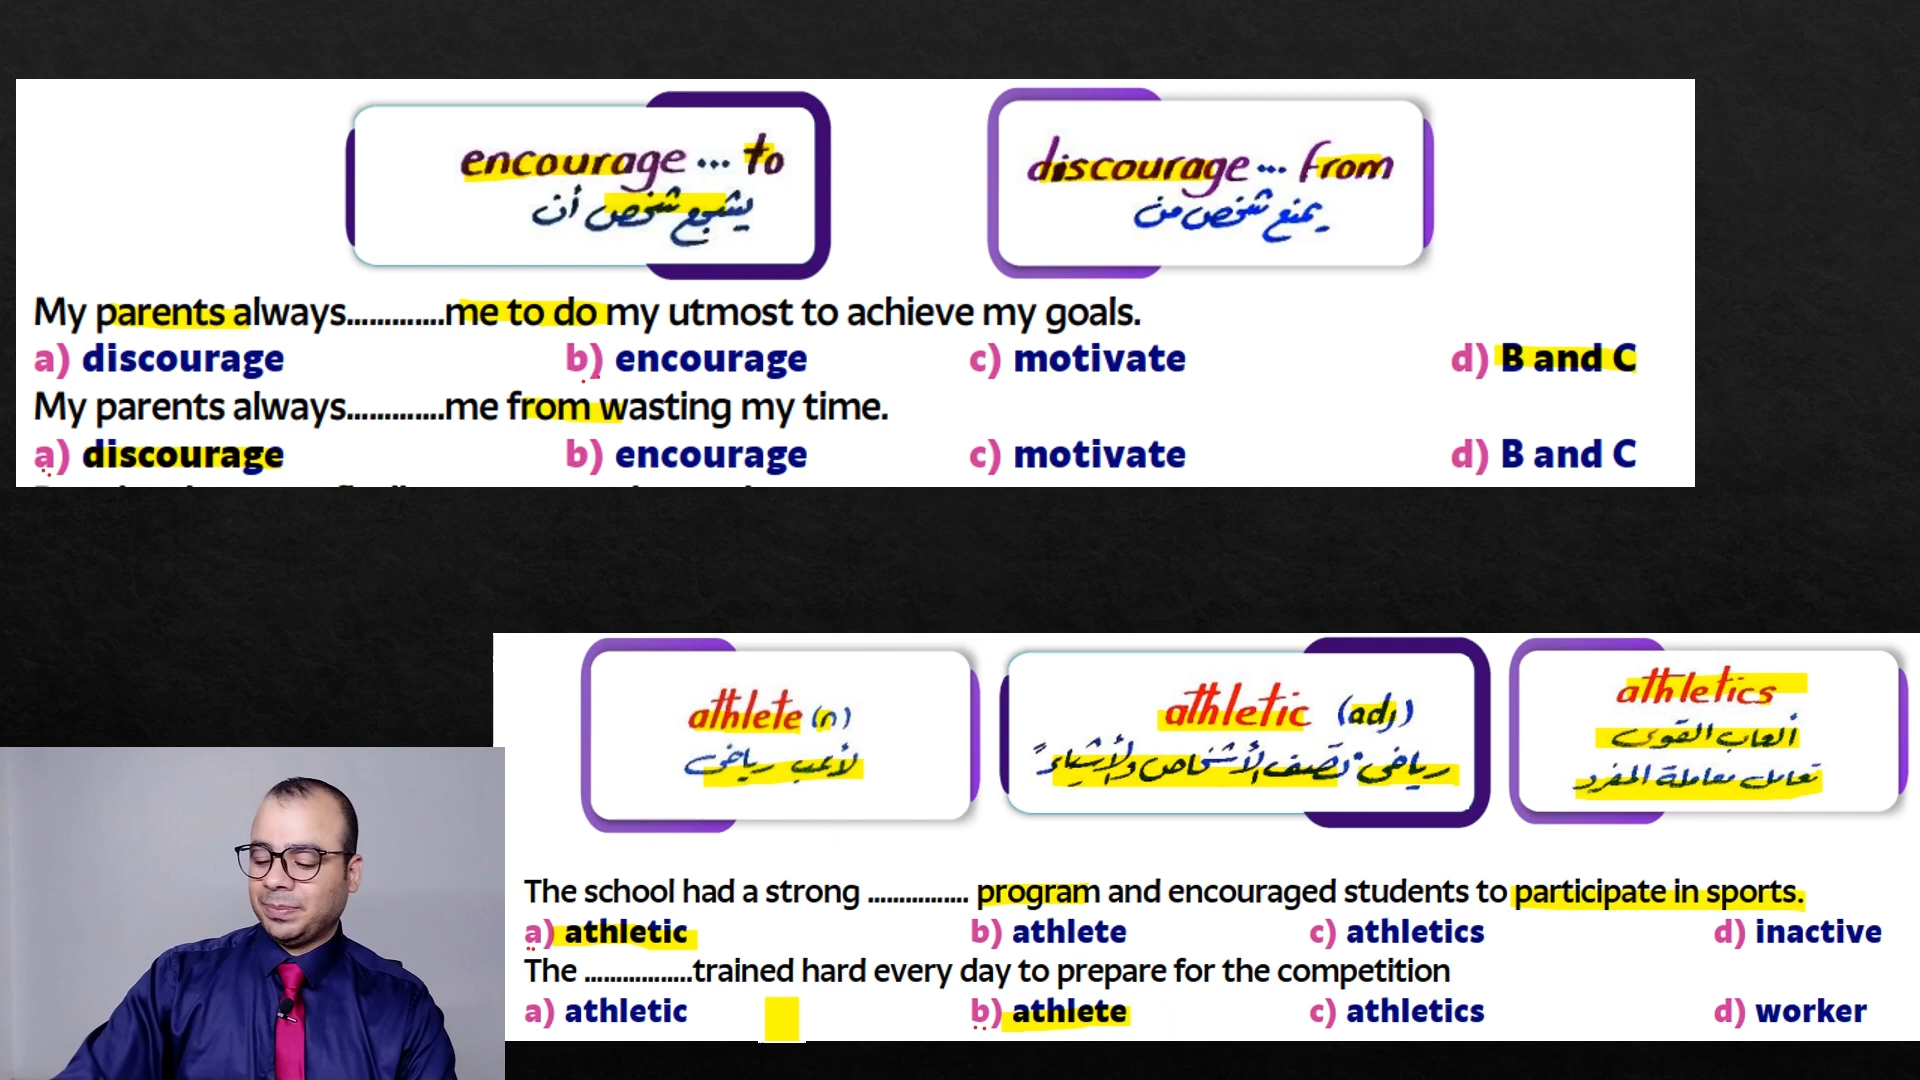 encourage ... to
يشجع شخص أن
discourage ... from
يمنع شخص من
My parents always.............me to do my utmost to achieve my goals.
a) discourage b) encourage c) motivate d) B and C
My parents always.............me from wasting my time.
a) discourage b) encourage c) motivate d) B and C
athlete (n)
لاعب رياضى
athletic (adj)
رياضى "تصف الأشخاص والأشياء"
athletics
ألعاب القوى
تعامل معاملة المفرد
The school had a strong ................ program and encouraged students to participate in sports.
a) athletic b) athlete c) athletics d) inactive
The .................trained hard every day to prepare for the competition
a) athletic b) athlete c) athletics d) worker